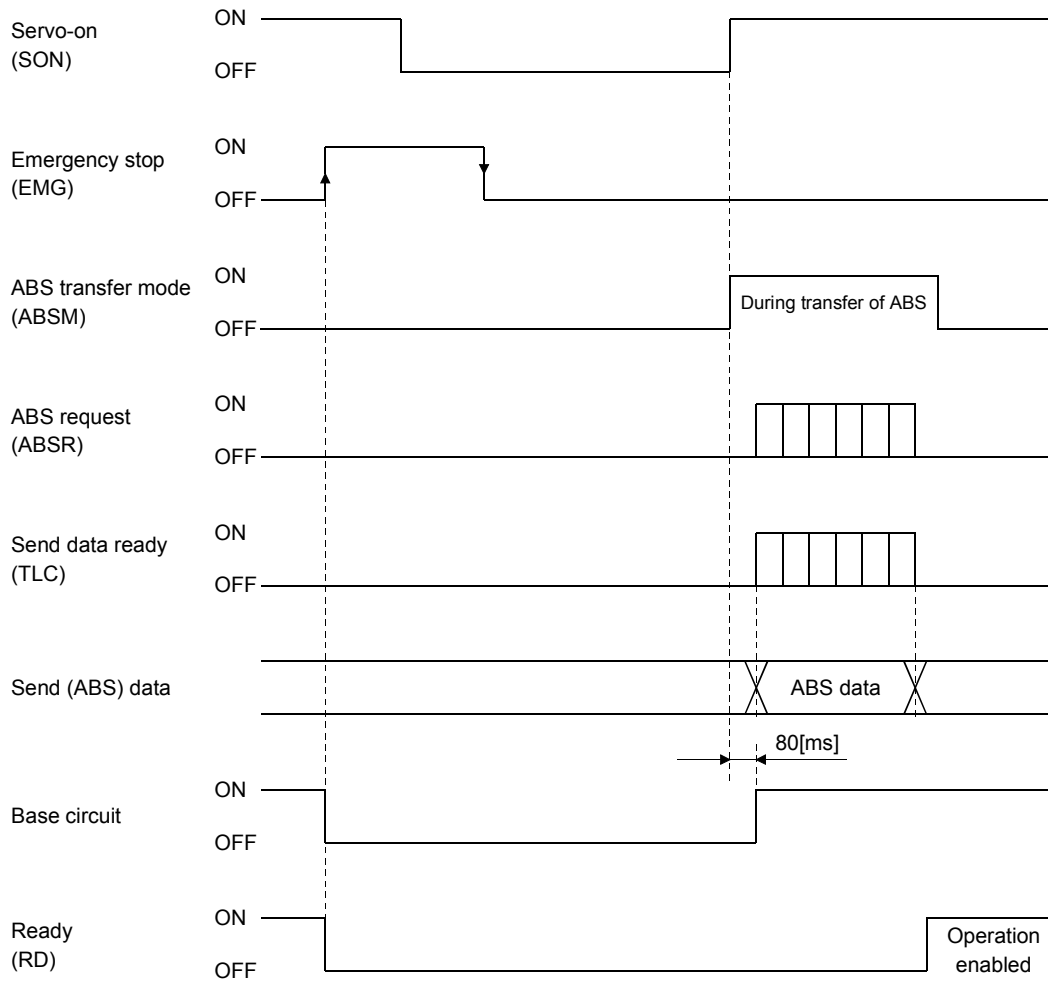 ON
Servo-on
(SON)
OFF
ON
Emergency stop
(EMG)
OFF
ON
ABS transfer mode
(ABSM)
During transfer of ABS
OFF
ON
ABS request
(ABSR)
OFF
ON
Send data ready
(TLC)
OFF
Send (ABS) data
ABS data
80[ms]
ON
Base circuit
OFF
ON
Ready
(RD)
OFF
Operation
enabled